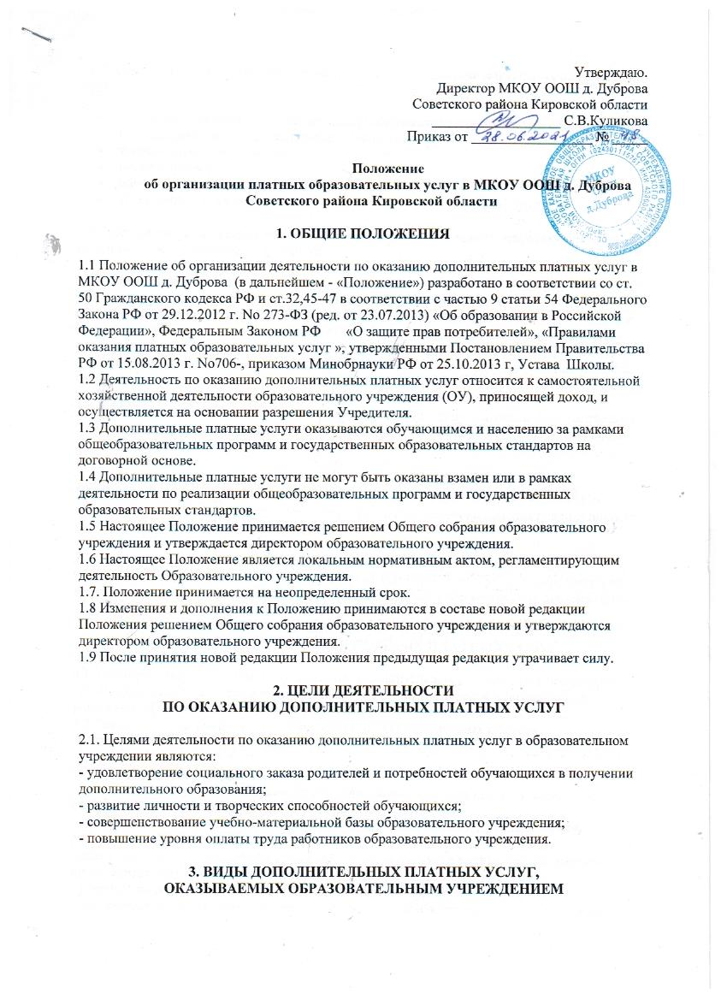 Утверждаю.
Директор МКОУ ООШ д. Дуброва
Советского района Кировской области
__________________ С.В.Куликова
Приказ от 28.06.2021 №
Положение
об организации платных образовательных услуг в МКОУ ООШ д. Дуброва
Советского района Кировской области
МКОУ
ООШ
д.Дуброва
1. ОБЩИЕ ПОЛОЖЕНИЯ
1.1 Положение об организации деятельности по оказанию дополнительных платных услуг в
МКОУ ООШ д. Дуброва (в дальнейшем - «Положение») разработано в соответствии со ст.
50 Гражданского кодекса РФ и ст.32,45-47 в соответствии с частью 9 статьи 54 Федерального
Закона РФ от 29.12.2012 г. No 273-ФЗ (ред. от 23.07.2013) «Об образовании в Российской
Федерации», Федеральным Законом РФ «О защите прав потребителей», «Правилами
оказания платных образовательных услуг », утвержденными Постановлением Правительства
РФ от 15.08.2013 г. No706-, приказом Минобрнауки РФ от 25.10.2013 г, Устава Школы.
1.2 Деятельность по оказанию дополнительных платных услуг относится к самостоятельной
хозяйственной деятельности образовательного учреждения (ОУ), приносящей доход, и
осуществляется на основании разрешения Учредителя.
1.3 Дополнительные платные услуги оказываются обучающимся и населению за рамками
общеобразовательных программ и государственных образовательных стандартов на
договорной основе.
1.4 Дополнительные платные услуги не могут быть оказаны взамен или в рамках
деятельности по реализации общеобразовательных программ и государственных
образовательных стандартов.
1.5 Настоящее Положение принимается решением Общего собрания образовательного
учреждения и утверждается директором образовательного учреждения.
1.6 Настоящее Положение является локальным нормативным актом, регламентирующим
деятельность Образовательного учреждения.
1.7. Положение принимается на неопределенный срок.
1.8 Изменения и дополнения к Положению принимаются в составе новой редакции
Положения решением Общего собрания образовательного учреждения и утверждаются
директором образовательного учреждения.
1.9 После принятия новой редакции Положения предыдущая редакция утрачивает силу.
2. ЦЕЛИ ДЕЯТЕЛЬНОСТИ
ПО ОКАЗАНИЮ ДОПОЛНИТЕЛЬНЫХ ПЛАТНЫХ УСЛУГ
2.1. Целями деятельности по оказанию дополнительных платных услуг в образовательном
учреждении являются:
- удовлетворение социального заказа родителей и потребностей обучающихся в получении
дополнительного образования;
- развитие личности и творческих способностей обучающихся;
- совершенствование учебно-материальной базы образовательного учреждения;
- повышение уровня оплаты труда работников образовательного учреждения.
3. ВИДЫ ДОПОЛНИТЕЛЬНЫХ ПЛАТНЫХ УСЛУГ,
ОКАЗЫВАЕМЫХ ОБРАЗОВАТЕЛЬНЫМ УЧРЕЖДЕНИЕМ